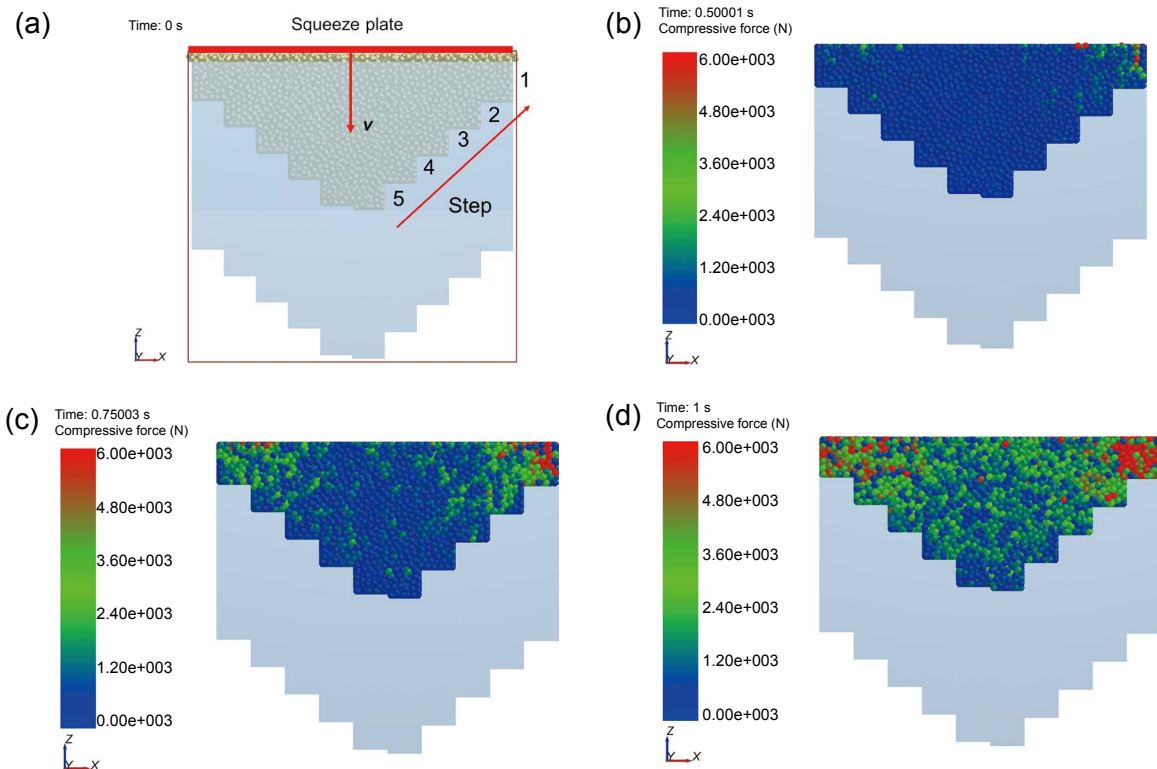 (a)
Time: 0 s
Squeeze plate
1
2
3
4
5
v
Step
Z
Y
X
(b)
Time: 0.50001 s
Compressive force (N)
6.00e+003
4.80e+003
3.60e+003
2.40e+003
1.20e+003
0.00e+003
Z
Y
X
(c)
Time: 0.75003 s
Compressive force (N)
6.00e+003
4.80e+003
3.60e+003
2.40e+003
1.20e+003
0.00e+003
Z
Y
X
(d)
Time: 1 s
Compressive force (N)
6.00e+003
4.80e+003
3.60e+003
2.40e+003
1.20e+003
0.00e+003
Z
Y
X